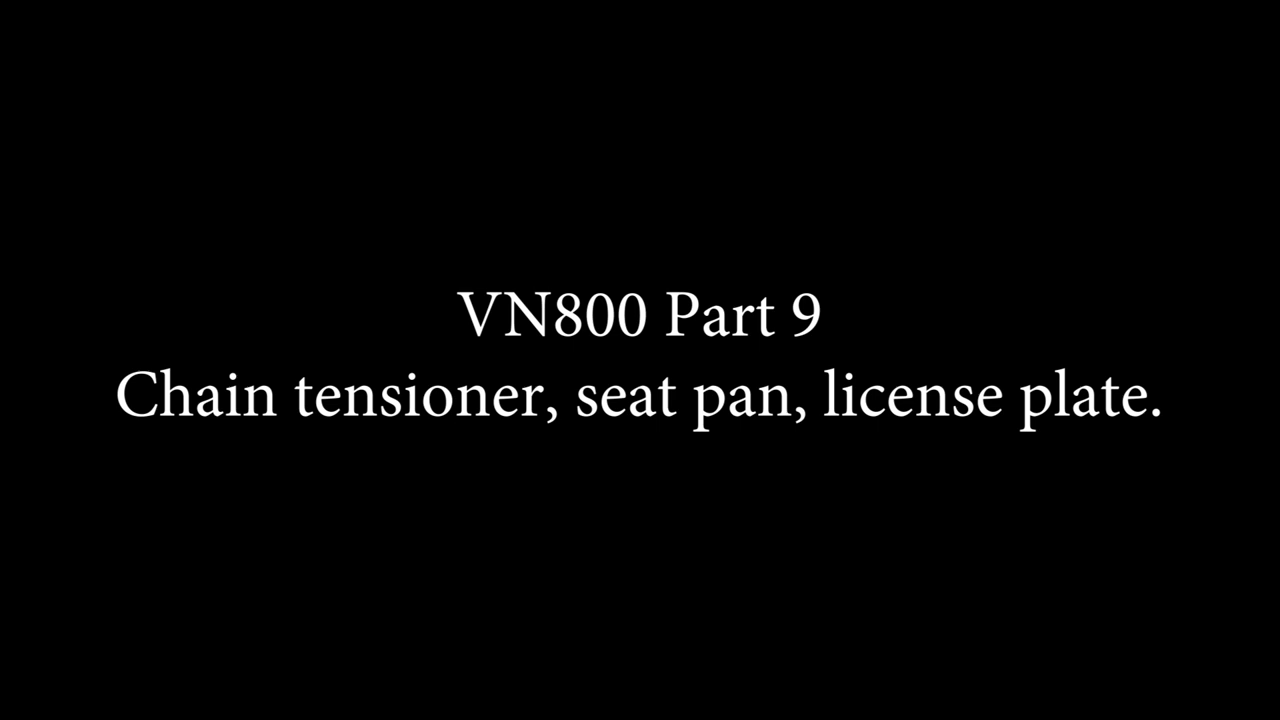 VN800 Part 9
Chain tensioner, seat pan, license plate.